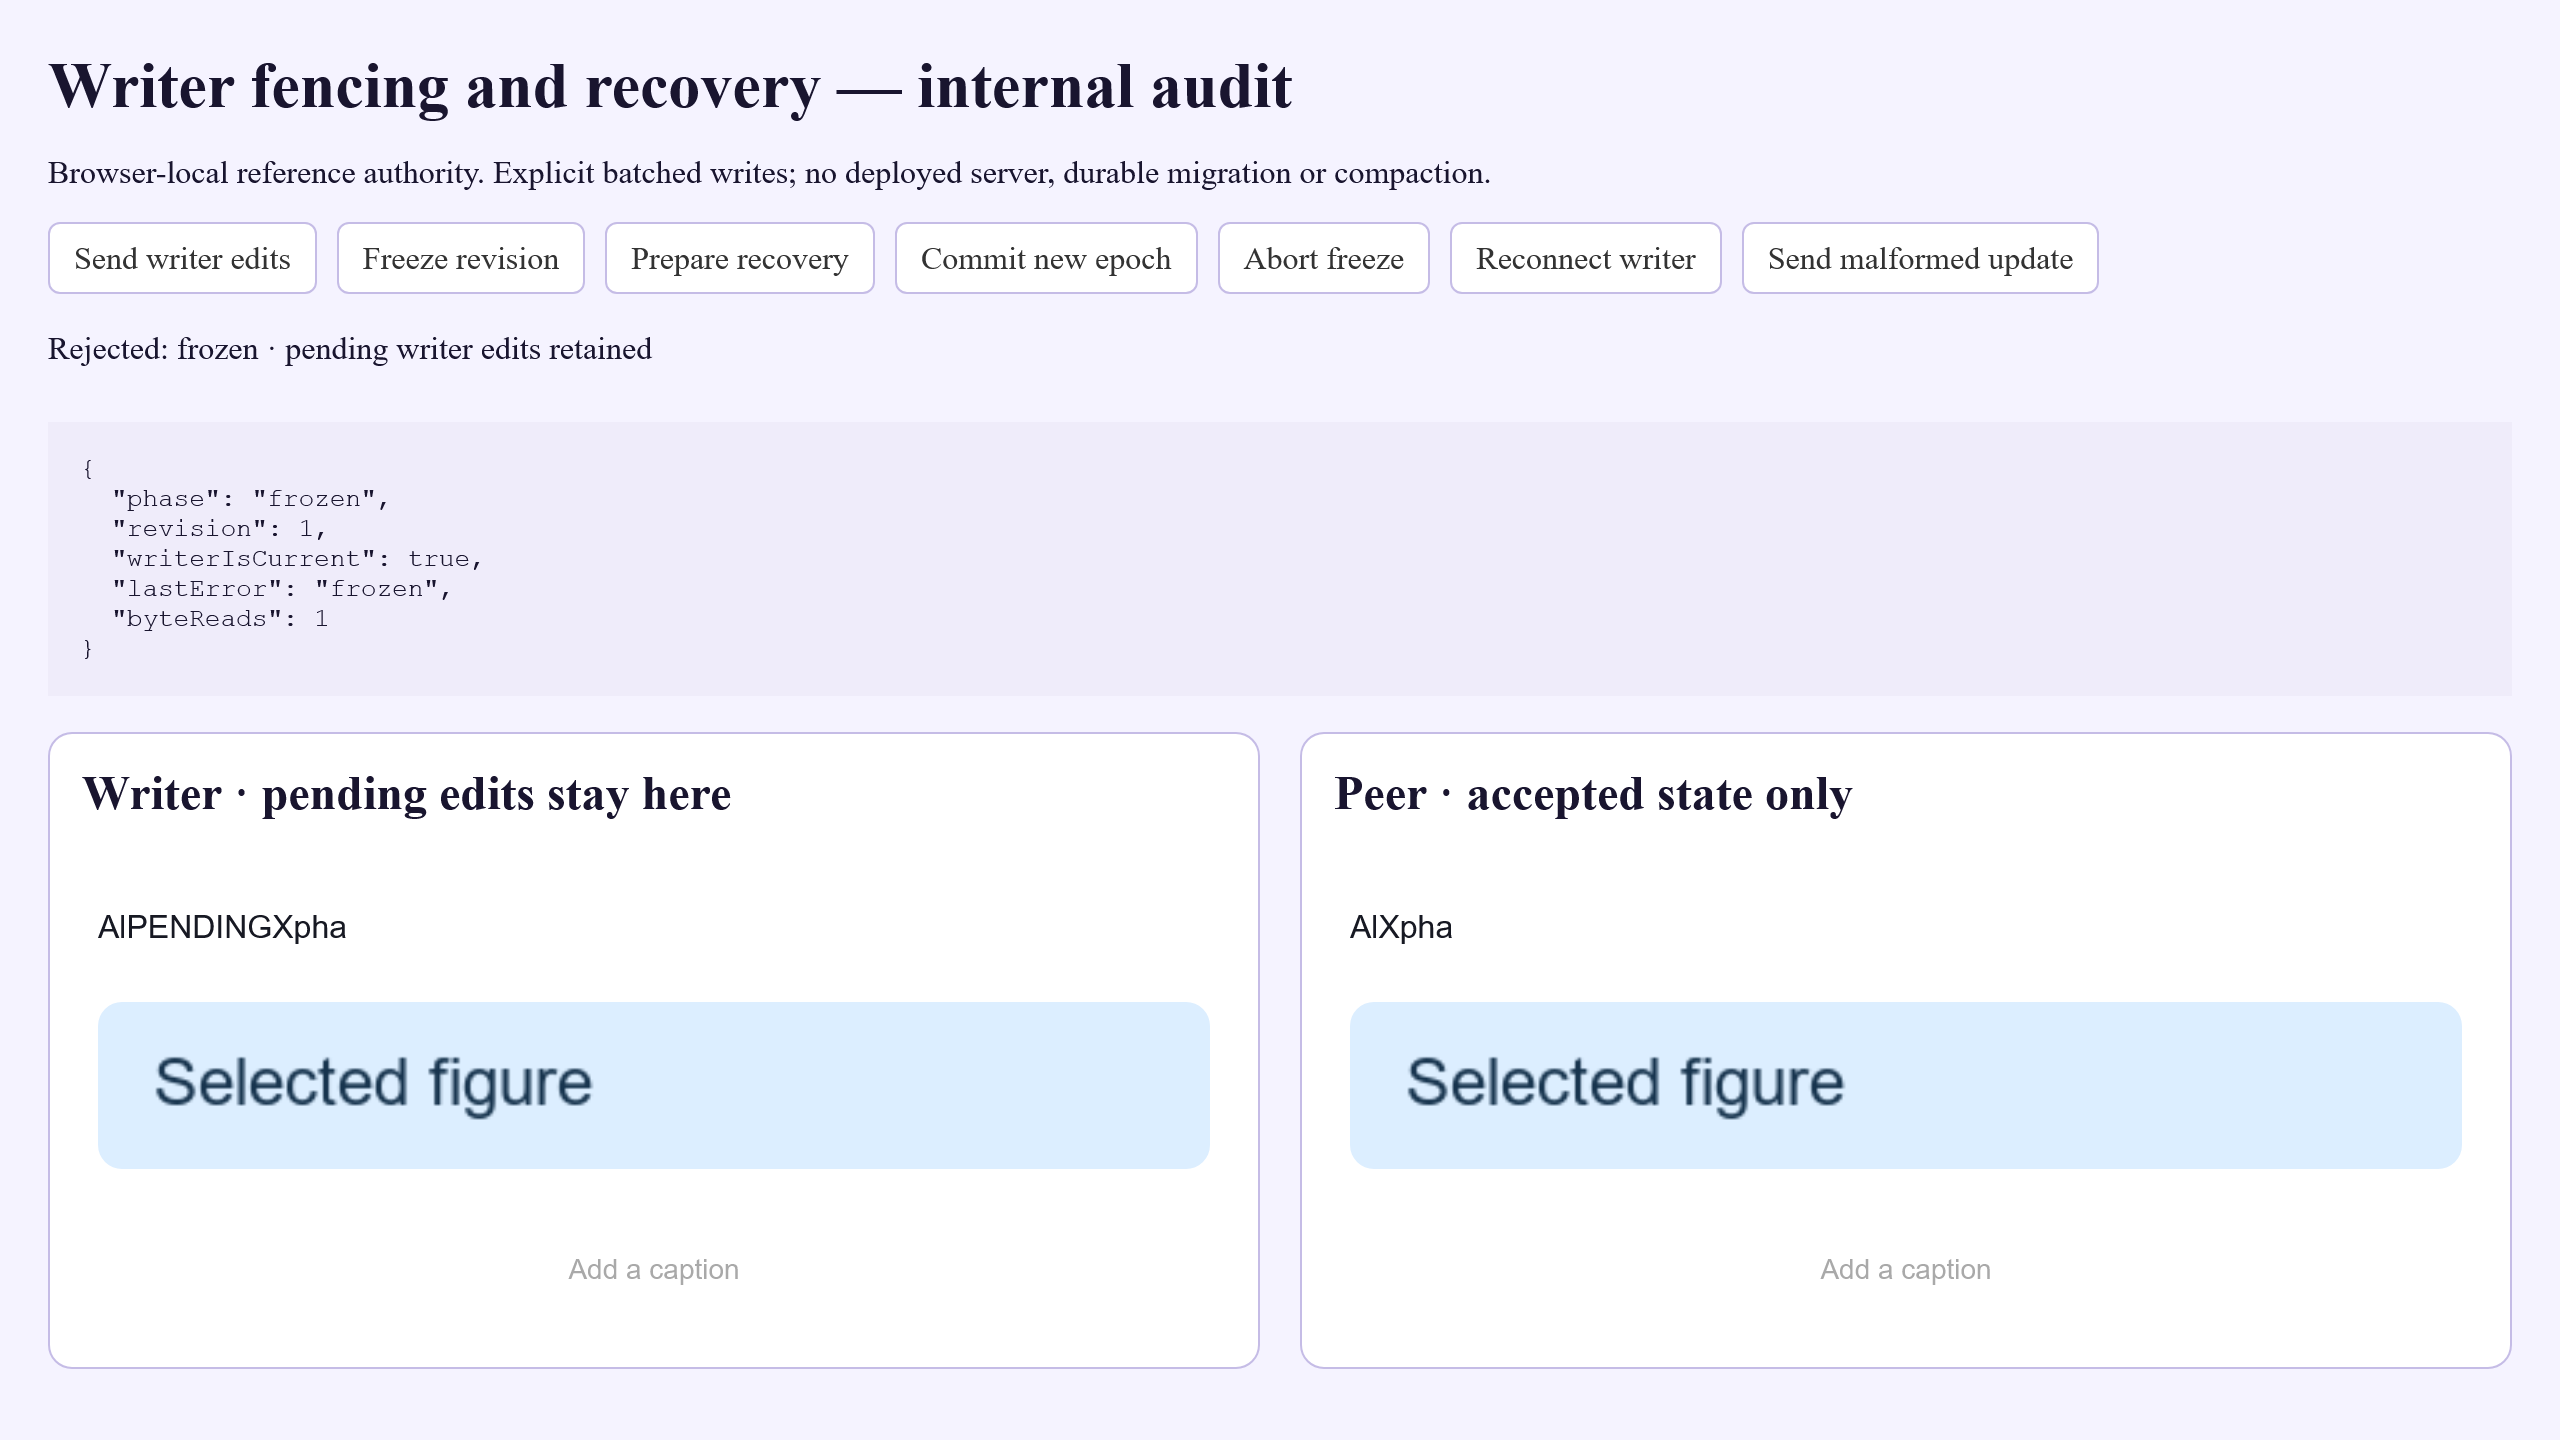 Writer fencing and recovery — internal audit
Browser-local reference authority. Explicit batched writes; no deployed server, durable migration or compaction.
Send writer edits Freeze revision Prepare recovery Commit new epoch Abort freeze Reconnect writer Send malformed update
Rejected: frozen · pending writer edits retained
{
  "phase": "frozen",
  "revision": 1,
  "writerIsCurrent": true,
  "lastError": "frozen",
  "byteReads": 1
}
Writer · pending edits stay here
AlPENDINGXpha
Selected figure
Add a caption
Peer · accepted state only
AlXpha
Selected figure
Add a caption